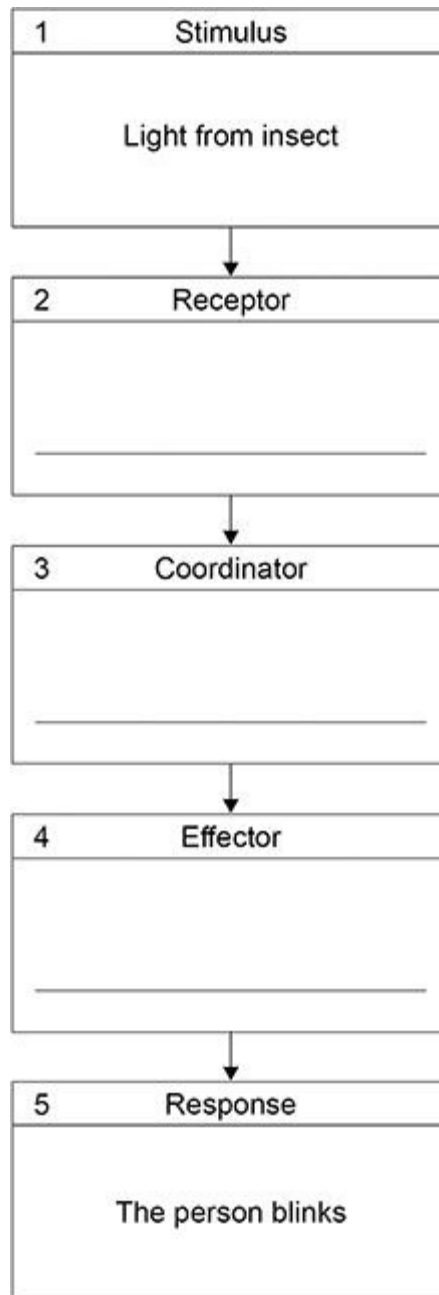 1 Stimulus
Light from insect
2 Receptor
3 Coordinator
4 Effector
5 Response
The person blinks